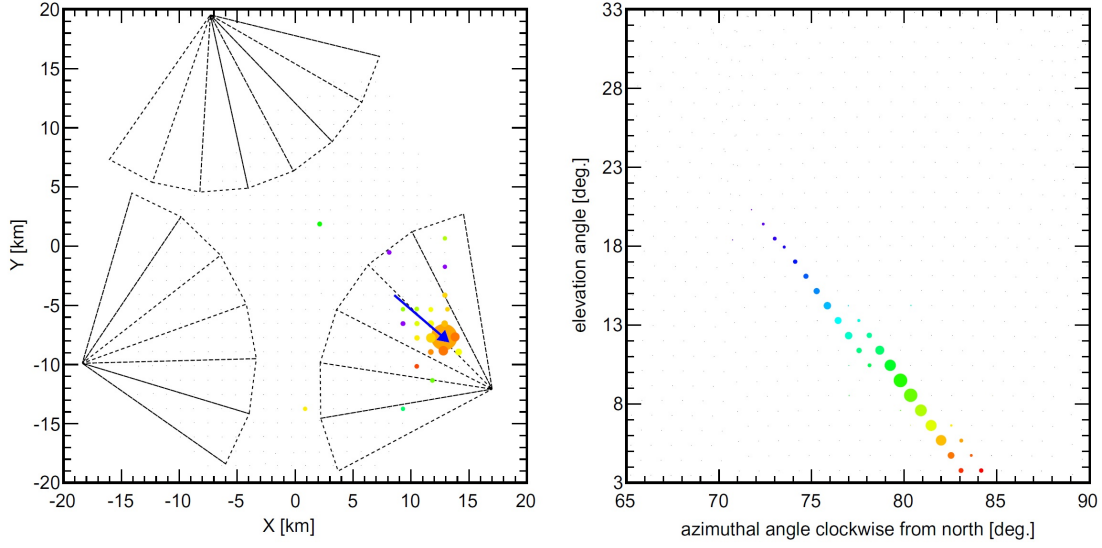 20
15
10
5
0
-5
-10
-15
-20
Y [km]
-20 -15 -10 -5 0 5 10 15 20
X [km]
33
28
23
18
13
8
3
elevation angle [deg.]
65 70 75 80 85 90
azimuthal angle clockwise from north [deg.]